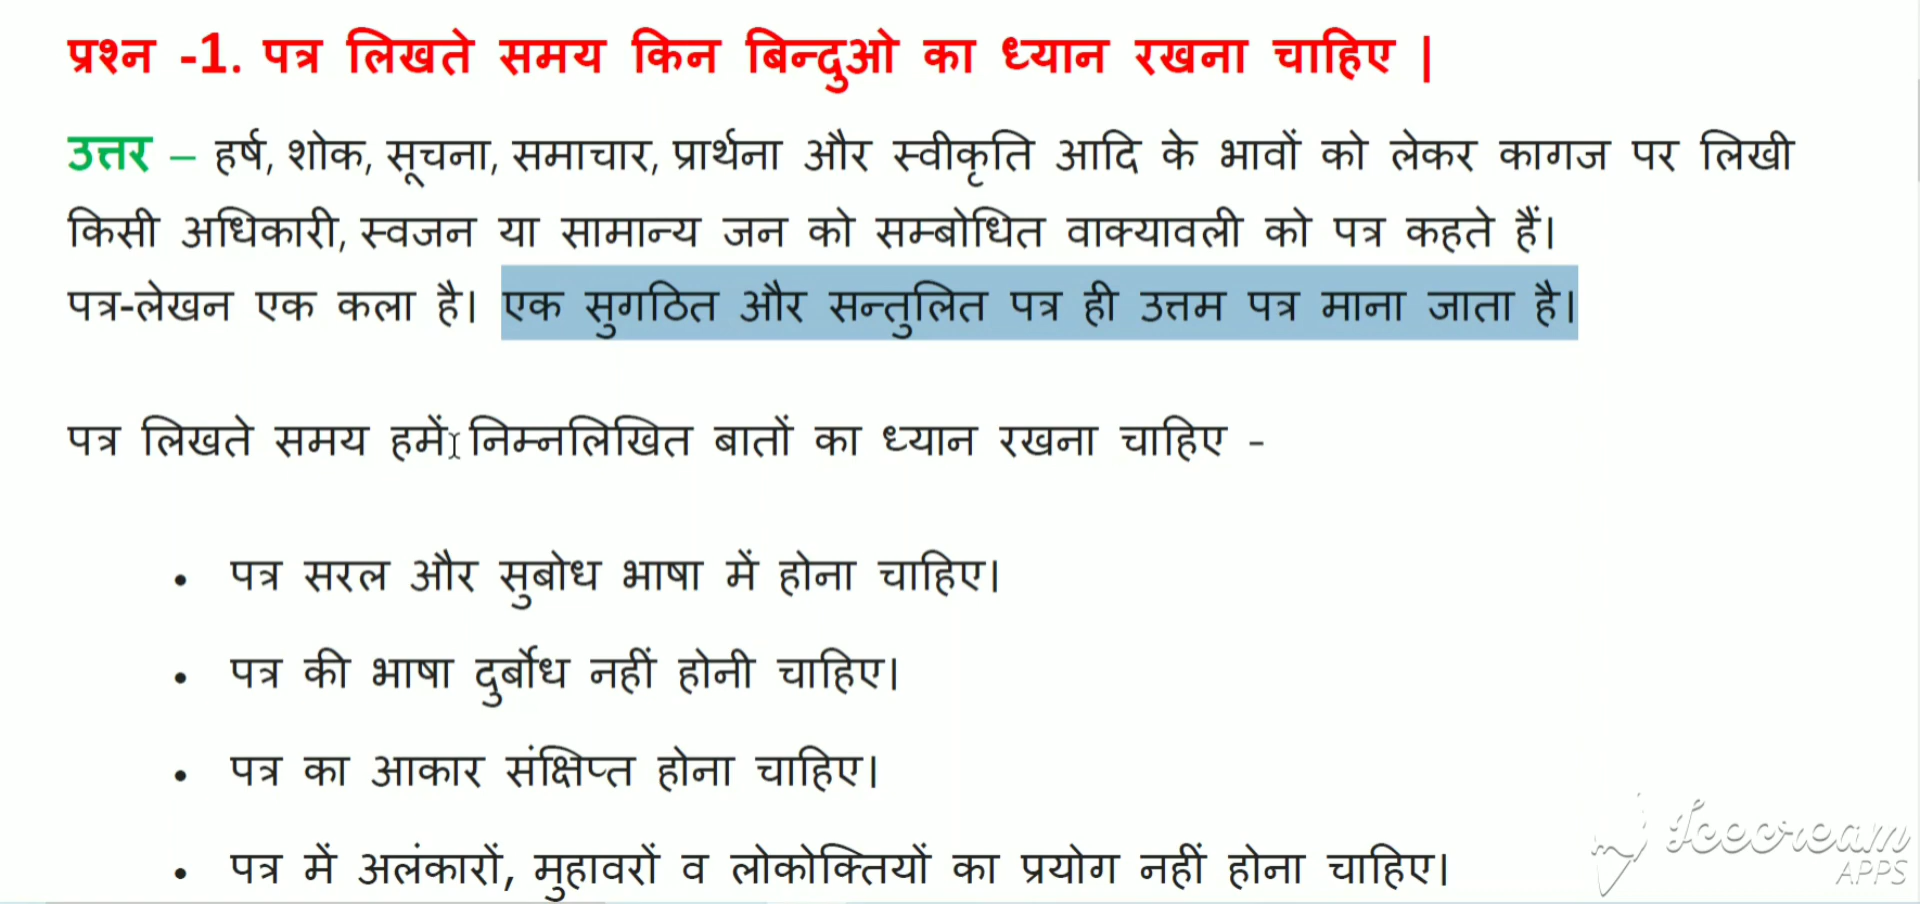 प्रश्न -1. पत्र लिखते समय किन बिन्दुओ का ध्यान रखना चाहिए |
उत्तर – हर्ष, शोक, सूचना, समाचार, प्रार्थना और स्वीकृति आदि के भावों को लेकर कागज पर लिखी
किसी अधिकारी, स्वजन या सामान्य जन को सम्बोधित वाक्यावली को पत्र कहते हैं।
पत्र-लेखन एक कला है। एक सुगठित और सन्तुलित पत्र ही उत्तम पत्र माना जाता है।
पत्र लिखते समय हमें निम्नलिखित बातों का ध्यान रखना चाहिए -
• पत्र सरल और सुबोध भाषा में होना चाहिए।
• पत्र की भाषा दुर्बोध नहीं होनी चाहिए।
• पत्र का आकार संक्षिप्त होना चाहिए।
• पत्र में अलंकारों, मुहावरों व लोकोक्तियों का प्रयोग नहीं होना चाहिए।
Icecream
APPS